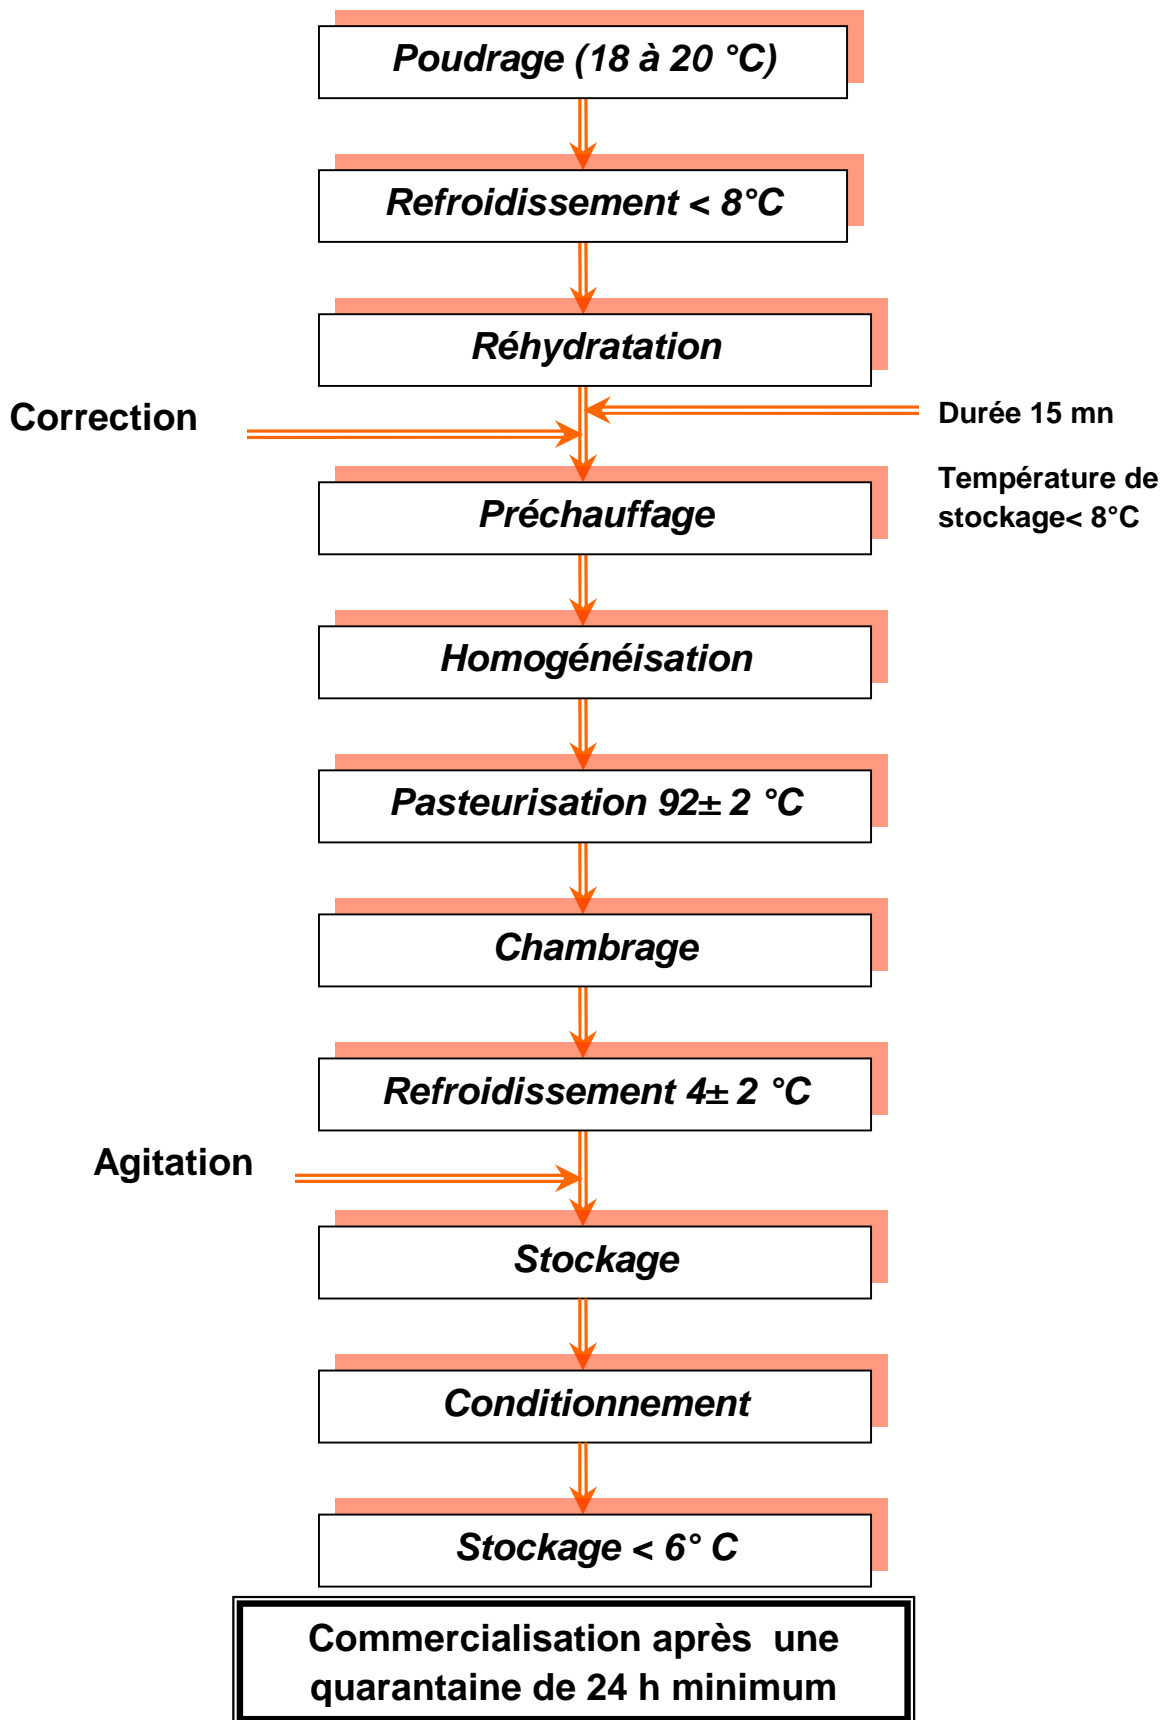 Poudrage (18 à 20 °C)
Refroidissement < 8°C
Réhydratation
Correction
Durée 15 mn
Température de
stockage< 8°C
Préchauffage
Homogénéisation
Pasteurisation 92± 2 °C
Chambrage
Refroidissement 4± 2 °C
Agitation
Stockage
Conditionnement
Stockage < 6° C
Commercialisation après une
quarantaine de 24 h minimum